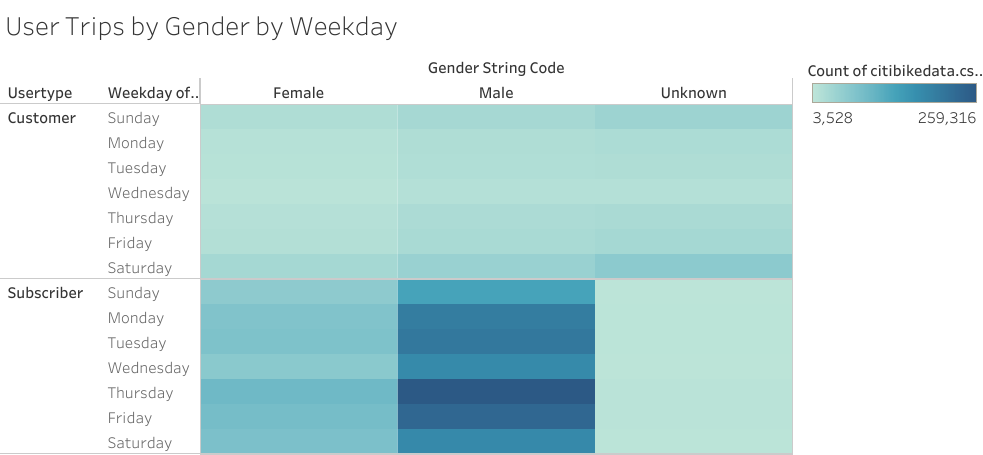 User Trips by Gender by Weekday
Gender String Code
Usertype Weekday of.. Female Male Unknown
Customer Sunday
Monday
Tuesday
Wednesday
Thursday
Friday
Saturday
Subscriber Sunday
Monday
Tuesday
Wednesday
Thursday
Friday
Saturday
Count of citibikedata.cs..
3,528 259,316